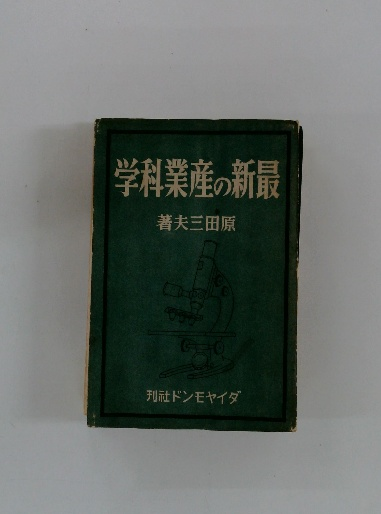 最新の産業科学
原田三夫著
ダイヤモンド社刊